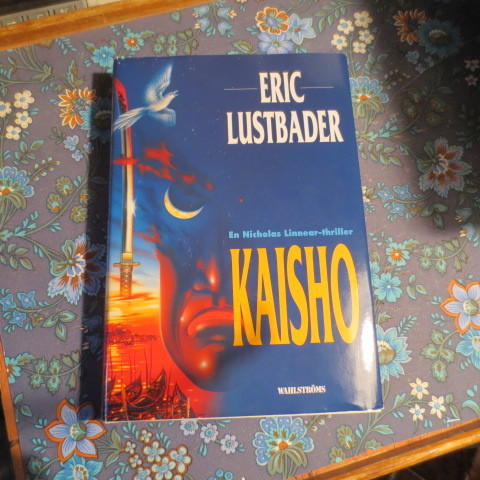 ERIC
LUSTBADER
En Nicholas Linnear-thriller
KAISHO
WAHLSTRÖMS